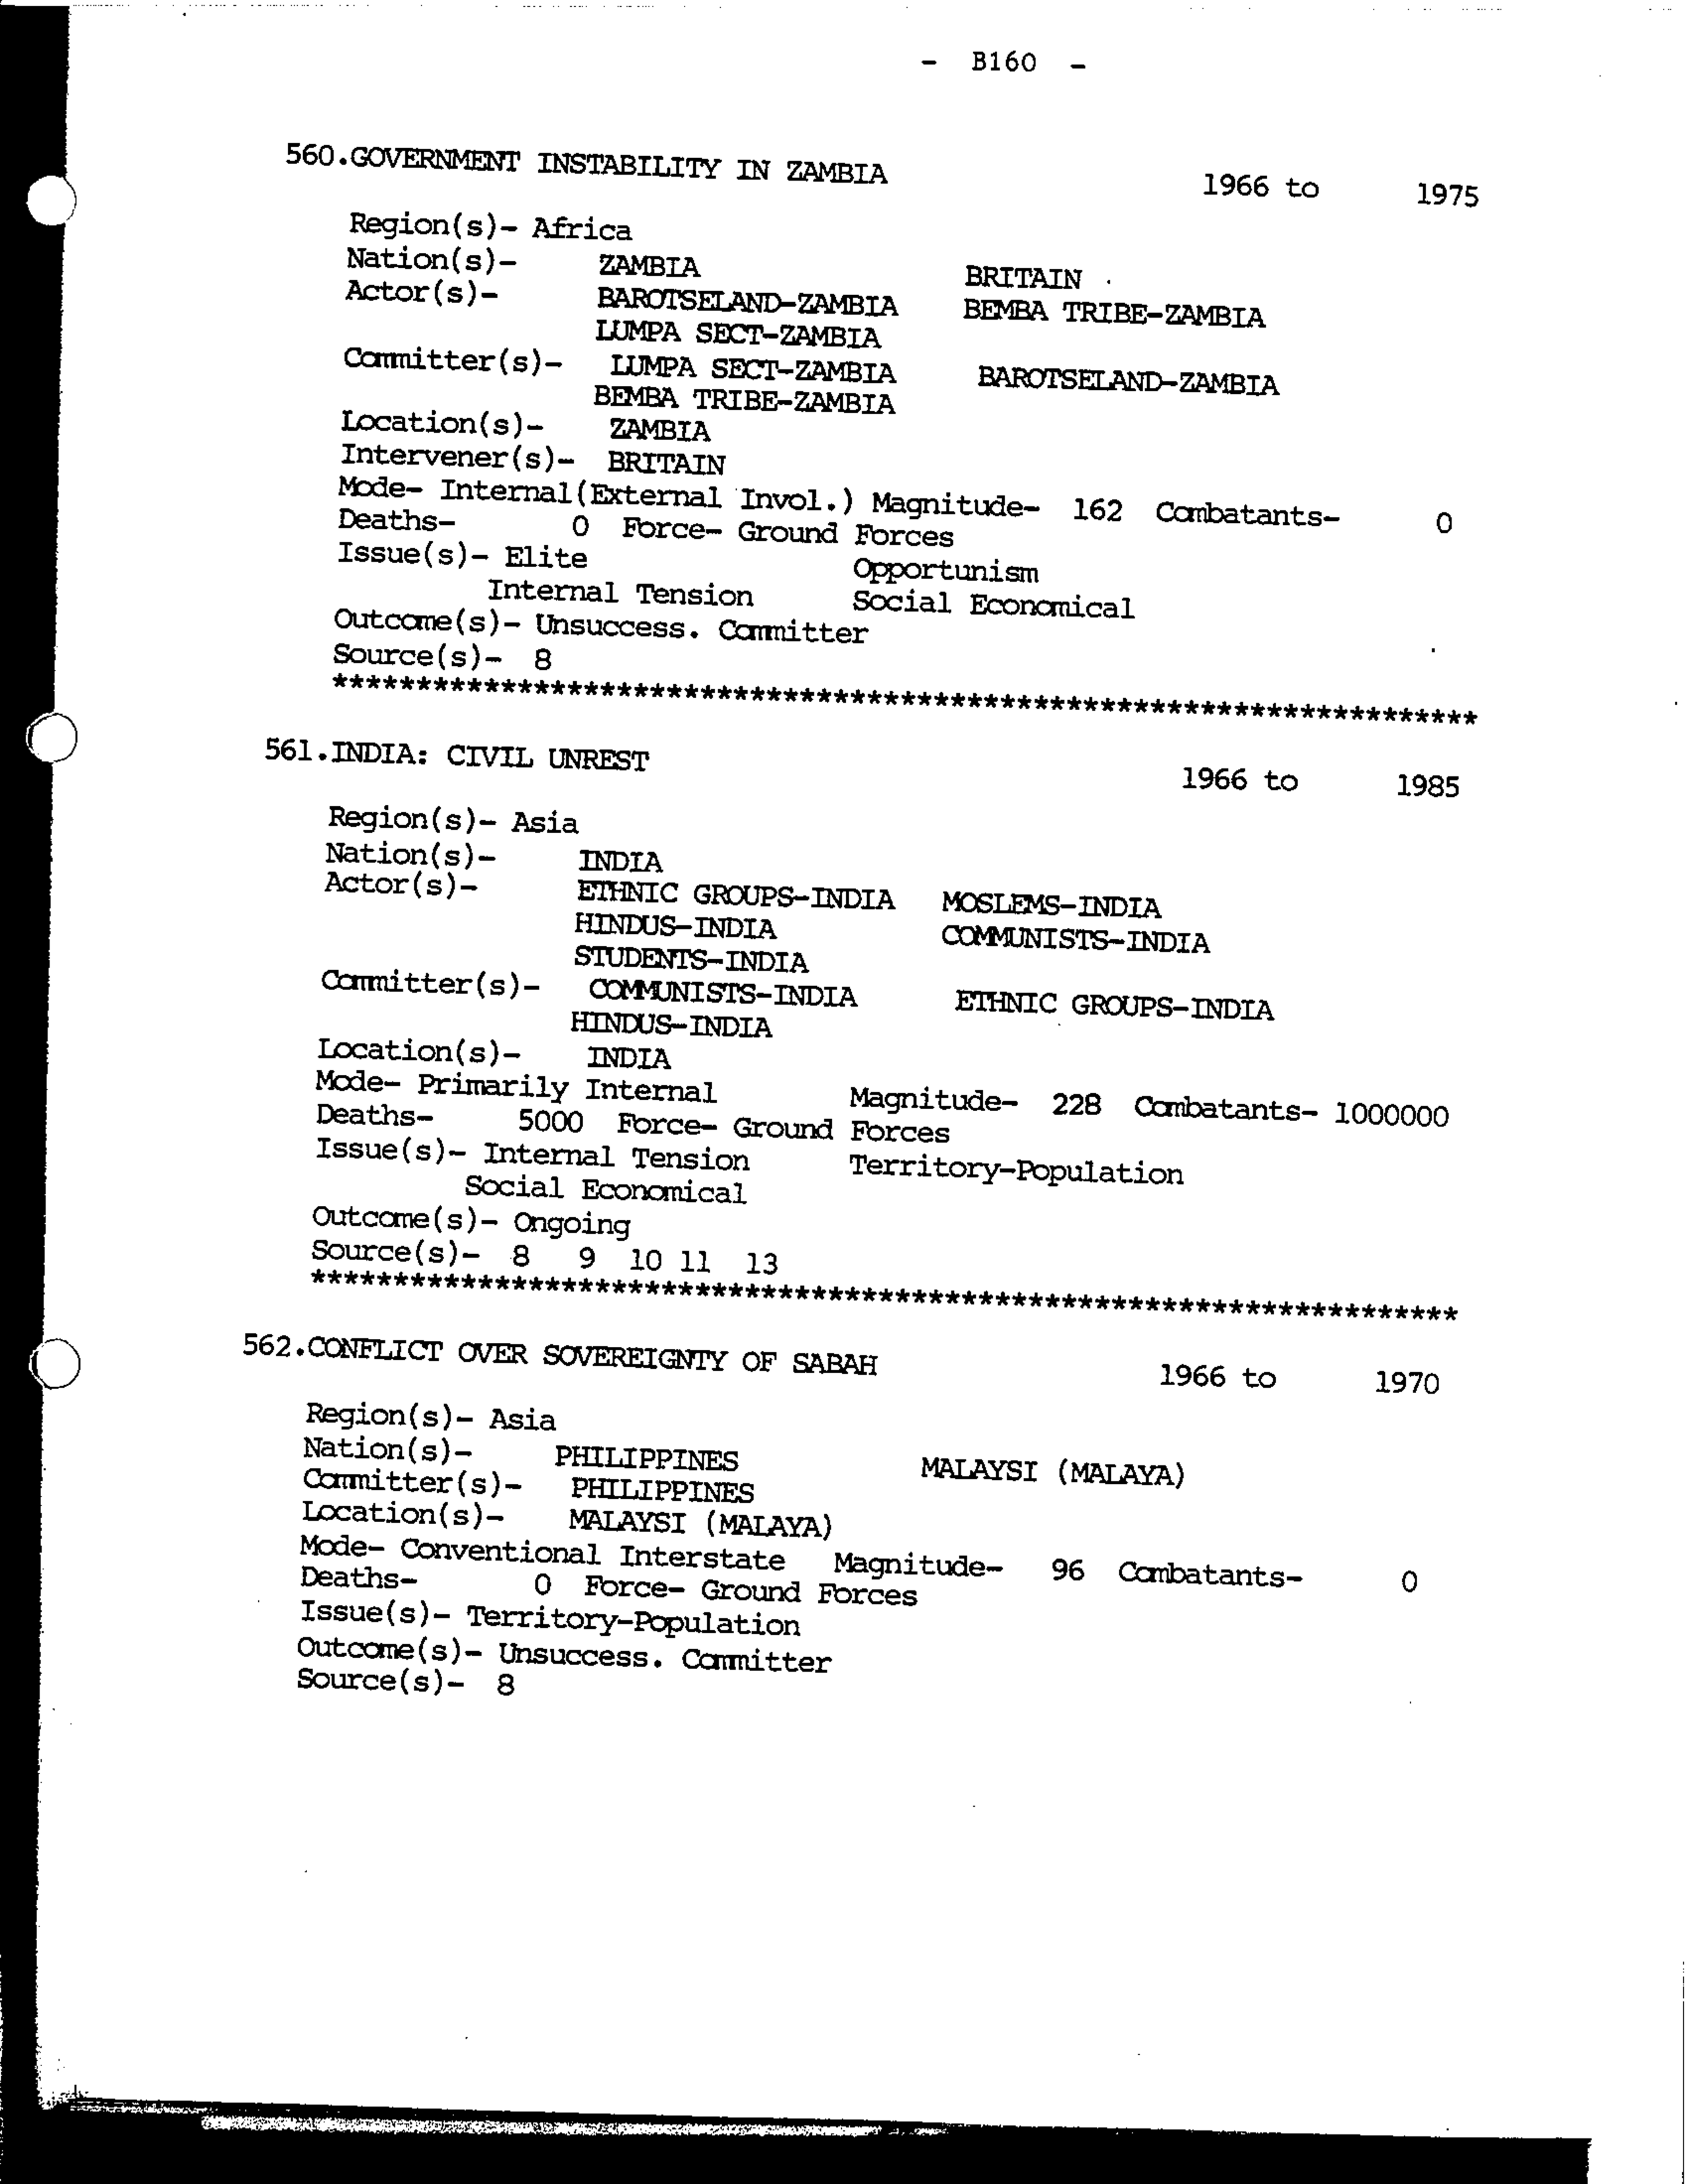 - B160 -
560.GOVERNMENT INSTABILITY IN ZAMBIA 1966 to 1975
Region(s)- Africa
Nation(s)- ZAMBIA BRITAIN
Actor(s)- BAROTSELAND-ZAMBIA BEMBA TRIBE-ZAMBIA
LUMPA SECT-ZAMBIA
Committer(s)- LUMPA SECT-ZAMBIA BAROTSELAND-ZAMBIA
BEMBA TRIBE-ZAMBIA
Location(s)- ZAMBIA
Intervener(s)- BRITAIN
Mode- Internal(External Invol.) Magnitude- 162 Combatants- 0
Deaths- 0 Force- Ground Forces
Issue(s)- Elite Opportunism
Internal Tension Social Economical
Outcome(s)- Unsuccess. Committer
Source(s)- 8
*********************************************************************
561.INDIA: CIVIL UNREST 1966 to 1985
Region(s)- Asia
Nation(s)- INDIA
Actor(s)- ETHNIC GROUPS-INDIA MOSLEMS-INDIA
HINDUS-INDIA COMMUNISTS-INDIA
STUDENTS-INDIA
Committer(s)- COMMUNISTS-INDIA ETHNIC GROUPS-INDIA
HINDUS-INDIA
Location(s)- INDIA
Mode- Primarily Internal Magnitude- 228 Combatants- 1000000
Deaths- 5000 Force- Ground Forces
Issue(s)- Internal Tension Territory-Population
Social Economical
Outcome(s)- Ongoing
Source(s)- 8 9 10 11 13
*********************************************************************
562.CONFLICT OVER SOVEREIGNTY OF SABAH 1966 to 1970
Region(s)- Asia
Nation(s)- PHILIPPINES MALAYSI (MALAYA)
Committer(s)- PHILIPPINES
Location(s)- MALAYSI (MALAYA)
Mode- Conventional Interstate Magnitude- 96 Combatants- 0
Deaths- 0 Force- Ground Forces
Issue(s)- Territory-Population
Outcome(s)- Unsuccess. Committer
Source(s)- 8